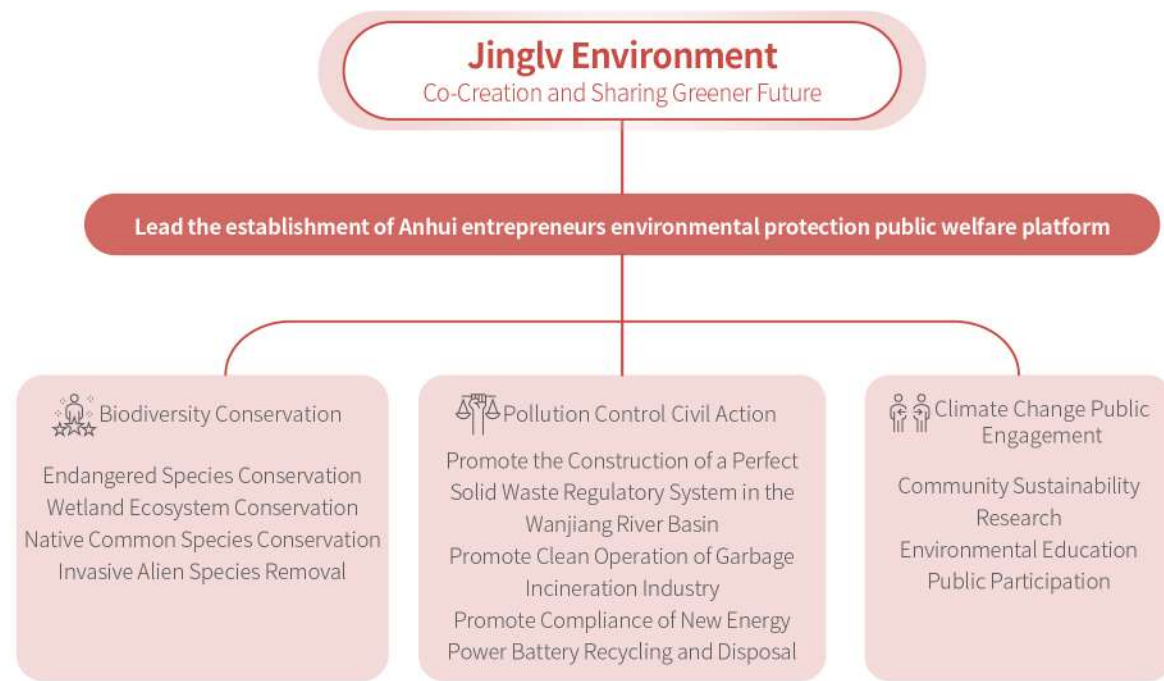 Jinglv Environment
Co-Creation and Sharing Greener Future
Lead the establishment of Anhui entrepreneurs environmental protection public welfare platform
Biodiversity Conservation
Endangered Species Conservation
Wetland Ecosystem Conservation
Native Common Species Conservation
Invasive Alien Species Removal
Pollution Control Civil Action
Promote the Construction of a Perfect
Solid Waste Regulatory System in the
Wanjiang River Basin
Promote Clean Operation of Garbage
Incineration Industry
Promote Compliance of New Energy
Power Battery Recycling and Disposal
Climate Change Public
Engagement
Community Sustainability
Research
Environmental Education
Public Participation